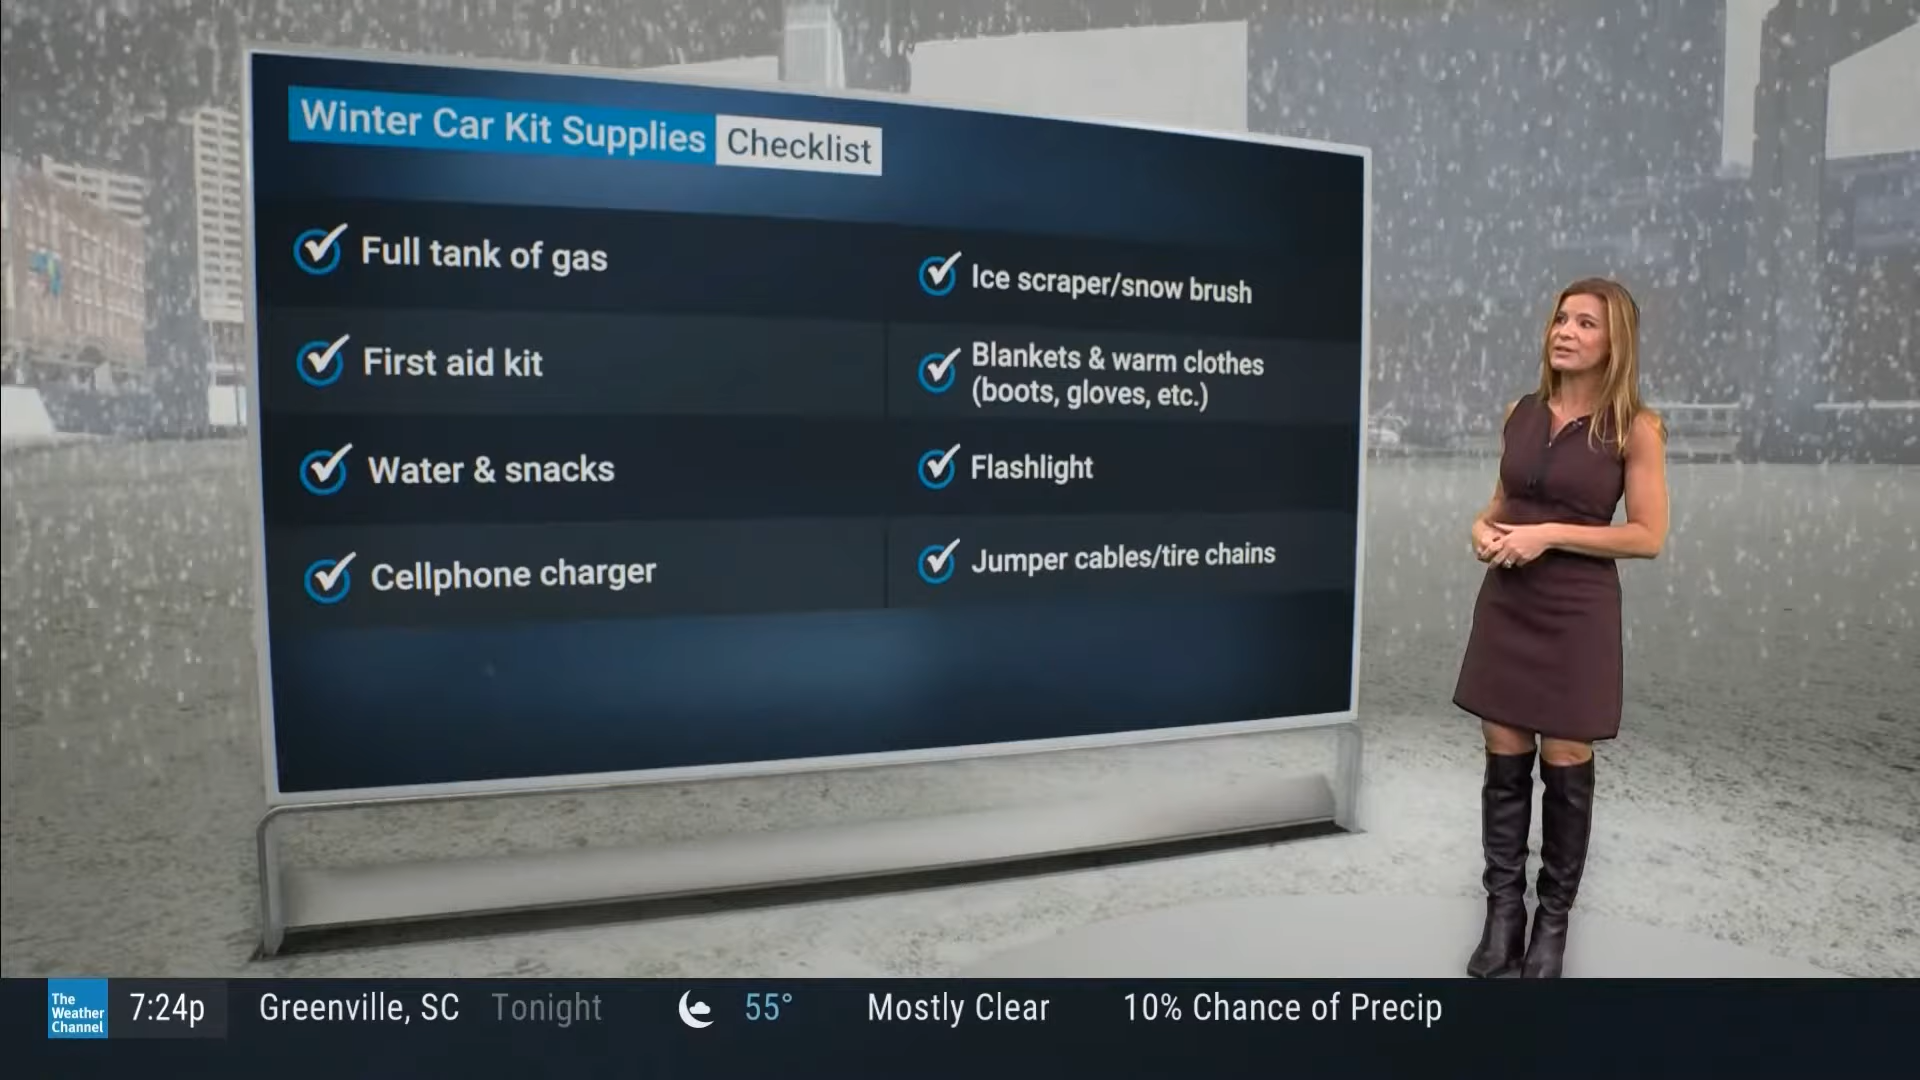 Winter Car Kit Supplies Checklist
Full tank of gas
First aid kit
Water & snacks
Cellphone charger
Ice scraper/snow brush
Blankets & warm clothes
(boots, gloves, etc.)
Flashlight
Jumper cables/tire chains
The
Weather
Channel
7:24p
Greenville, SC Tonight 55° Mostly Clear 10% Chance of Precip